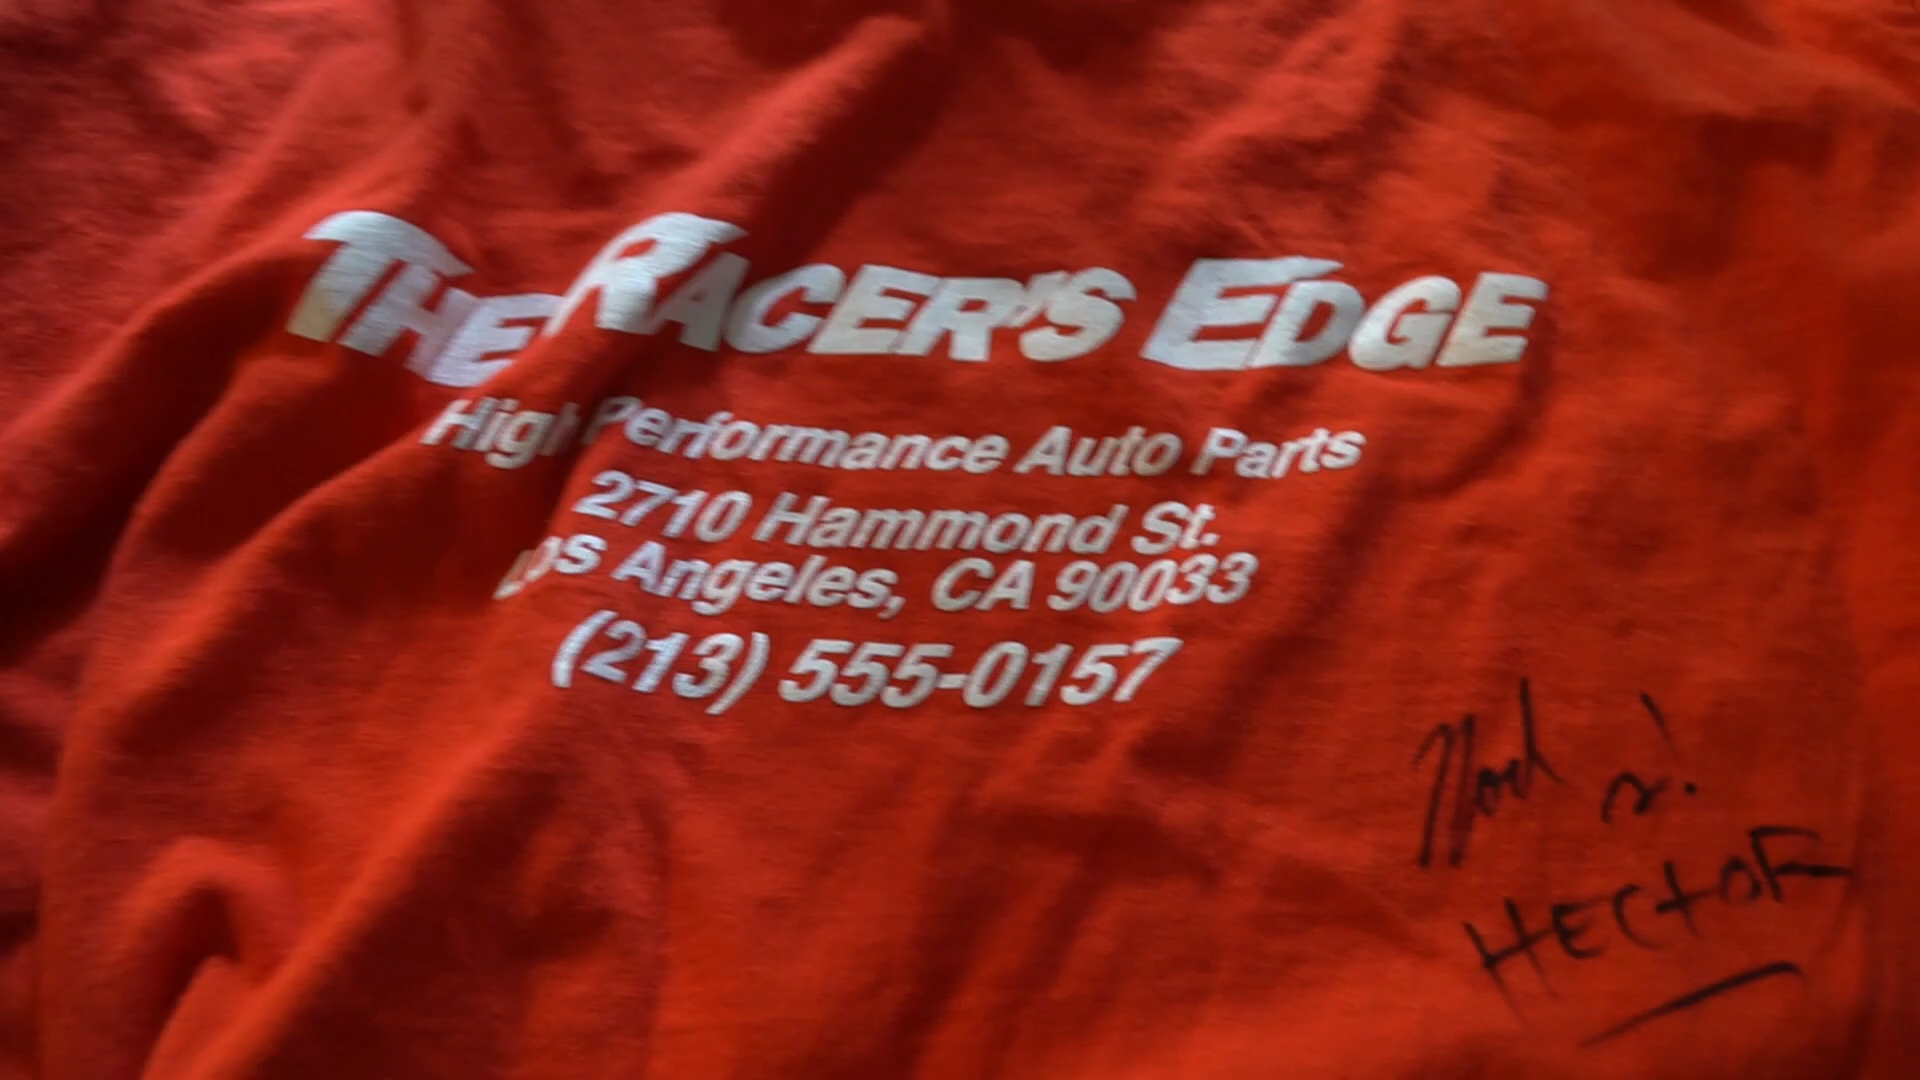 THE RACER'S EDGE
High Performance Auto Parts
2710 Hammond St.
Los Angeles, CA 90033
(213) 555-0157
HECTOR